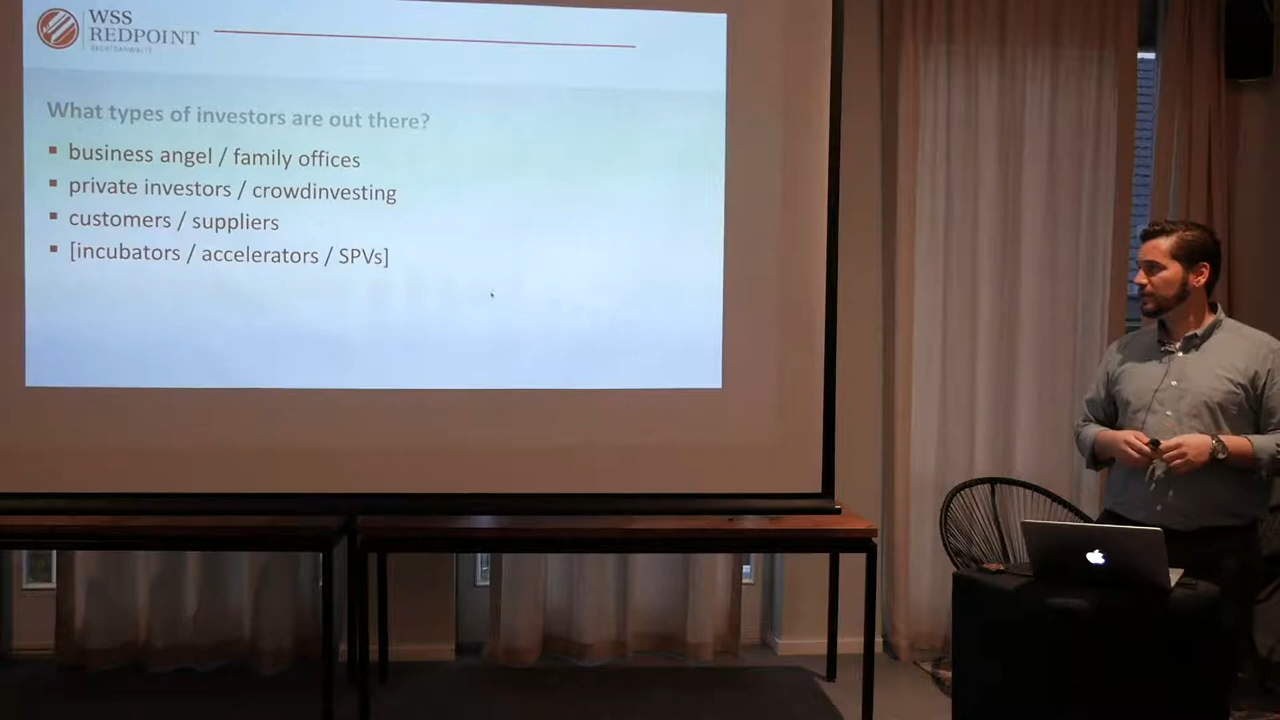 WSS
REDPOINT
RECHTSANWÄLTE
What types of investors are out there?
business angel / family offices
private investors / crowdinvesting
customers / suppliers
[incubators / accelerators / SPVs]